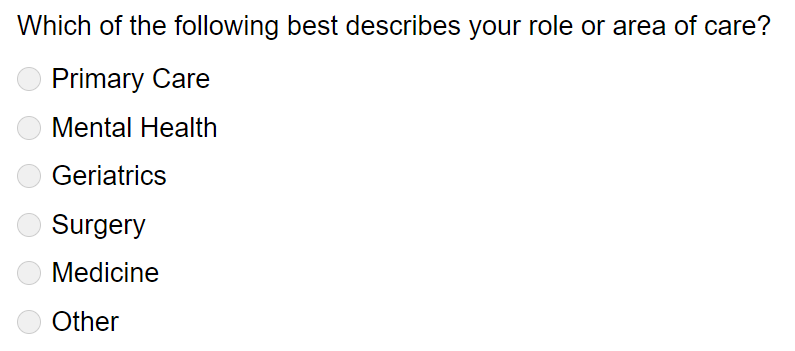 Which of the following best describes your role or area of care?
Primary Care
Mental Health
Geriatrics
Surgery
Medicine
Other